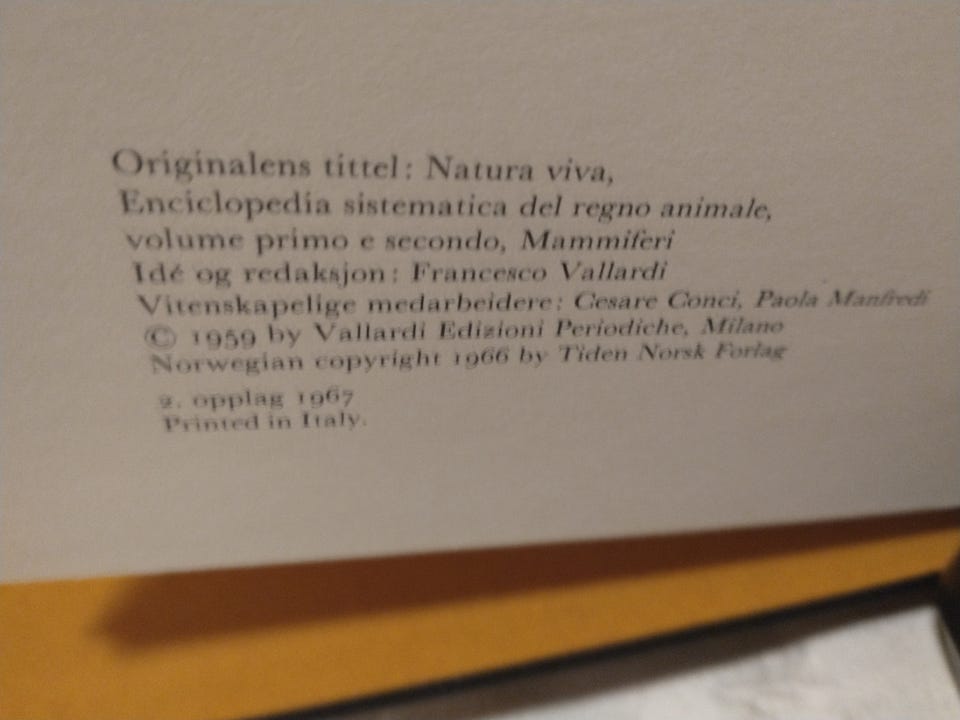 Originalens tittel: Natura viva,
Enciclopedia sistematica del regno animale,
volume primo e secondo, Mammiferi
Idé og redaksjon: Francesco Vallardi
Vitenskapelige medarbeidere: Cesare Conci, Paola Manfredi
© 1959 by Vallardi Edizioni Periodiche, Milano
Norwegian copyright 1966 by Tiden Norsk Forlag
2. opplag 1967
Printed in Italy.